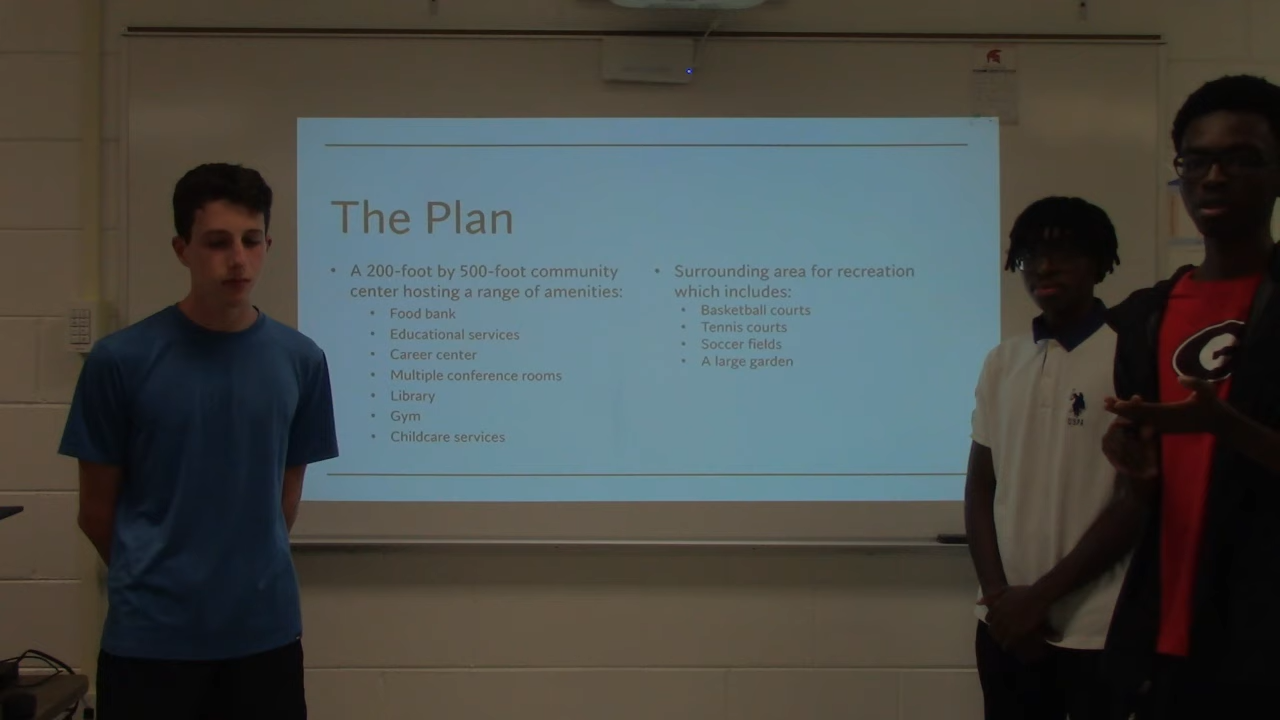 The Plan
• A 200-foot by 500-foot community
center hosting a range of amenities:
• Food bank
• Educational services
• Career center
• Multiple conference rooms
• Library
• Gym
• Childcare services
• Surrounding area for recreation
which includes:
• Basketball courts
• Tennis courts
• Soccer fields
• A large garden
G